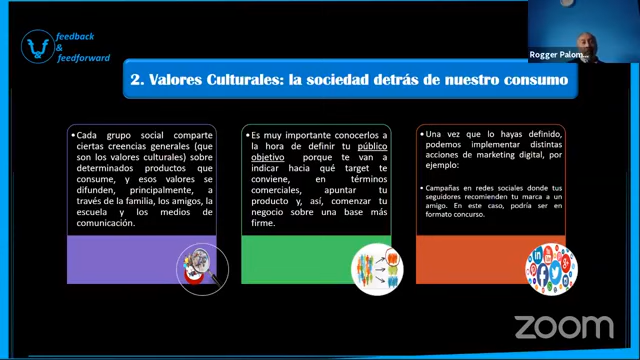 feedback
&
feedforward
Rogger Palom...
2. Valores Culturales: la sociedad detrás de nuestro consumo
•Cada grupo social comparte
ciertas creencias generales (que
son los valores culturales) sobre
determinados productos que
consume, y esos valores se
difunden, principalmente, a
través de la familia, los amigos, la
escuela y los medios de
comunicación.
•Es muy importante conocerlos a
la hora de definir tu público
objetivo porque te van a
indicar hacia qué target te
conviene, en términos
comerciales, apuntar tu
producto y, así, comenzar tu
negocio sobre una base más
firme.
•Una vez que lo hayas definido,
podemos implementar distintas
acciones de marketing digital, por
ejemplo:
•Campañas en redes sociales donde tus
seguidores recomienden tu marca a un
amigo. En este caso, podría ser en
formato concurso.
zoom